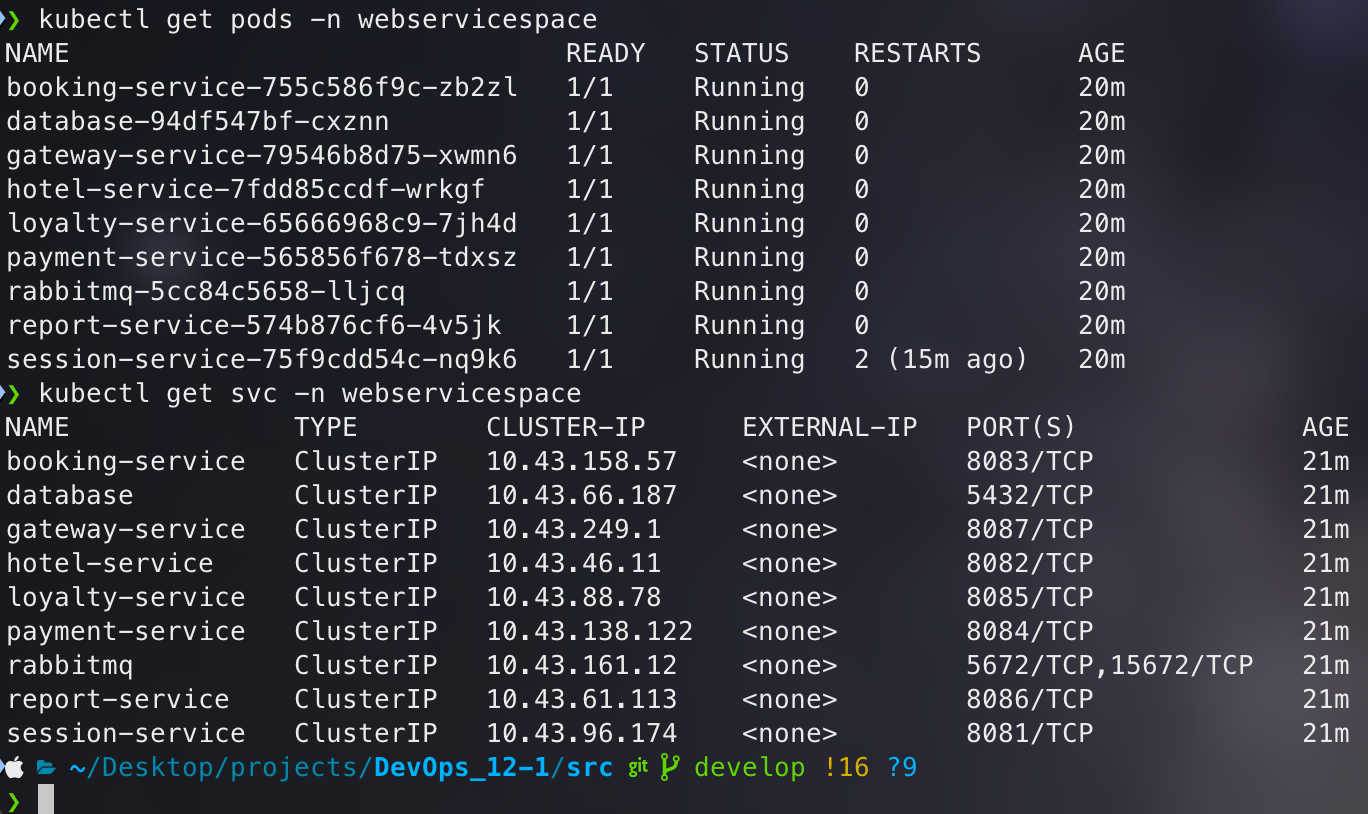 ❯ kubectl get pods -n webservicespace
NAME READY STATUS RESTARTS AGE
booking-service-755c586f9c-zb2zl 1/1 Running 0 20m
database-94df547bf-cxznn 1/1 Running 0 20m
gateway-service-79546b8d75-xwmn6 1/1 Running 0 20m
hotel-service-7fdd85ccdf-wrkgf 1/1 Running 0 20m
loyalty-service-65666968c9-7jh4d 1/1 Running 0 20m
payment-service-565856f678-tdxsz 1/1 Running 0 20m
rabbitmq-5cc84c5658-lljcq 1/1 Running 0 20m
report-service-574b876cf6-4v5jk 1/1 Running 0 20m
session-service-75f9cdd54c-nq9k6 1/1 Running 2 (15m ago) 20m
❯ kubectl get svc -n webservicespace
NAME TYPE CLUSTER-IP EXTERNAL-IP PORT(S) AGE
booking-service ClusterIP 10.43.158.57 <none> 8083/TCP 21m
database ClusterIP 10.43.66.187 <none> 5432/TCP 21m
gateway-service ClusterIP 10.43.249.1 <none> 8087/TCP 21m
hotel-service ClusterIP 10.43.46.11 <none> 8082/TCP 21m
loyalty-service ClusterIP 10.43.88.78 <none> 8085/TCP 21m
payment-service ClusterIP 10.43.138.122 <none> 8084/TCP 21m
rabbitmq ClusterIP 10.43.161.12 <none> 5672/TCP,15672/TCP 21m
report-service ClusterIP 10.43.61.113 <none> 8086/TCP 21m
session-service ClusterIP 10.43.96.174 <none> 8081/TCP 21m
~/Desktop/projects/DevOps_12-1/src git develop !16 ?9
❯